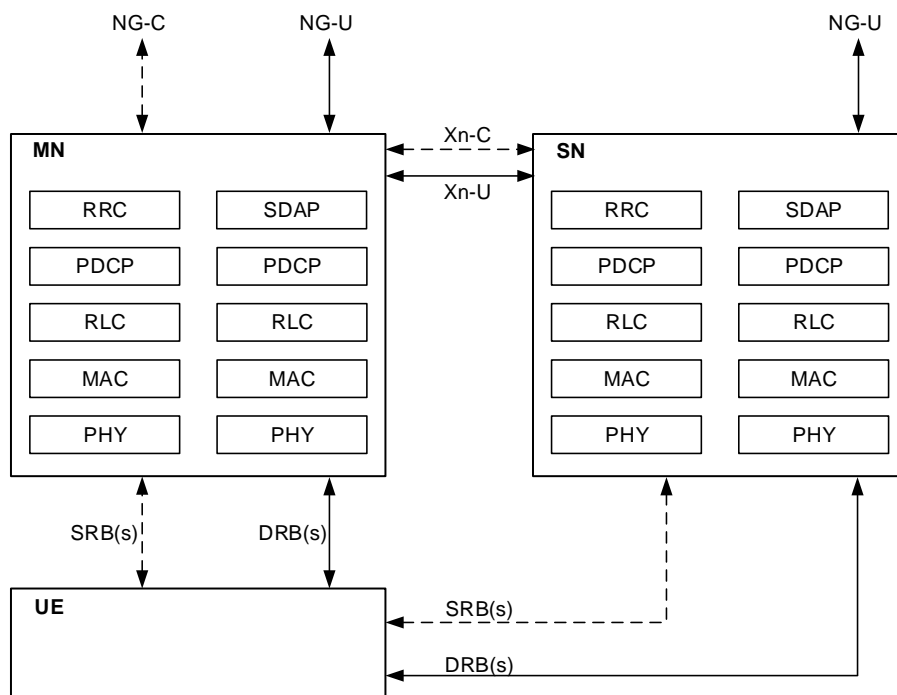 NG-C NG-U NG-U
Xn-C
MN SN
Xn-U
RRC SDAP RRC SDAP
PDCP PDCP PDCP PDCP
RLC RLC RLC RLC
MAC MAC MAC MAC
PHY PHY PHY PHY
SRB(s) DRB(s)
UE SRB(s)
DRB(s)